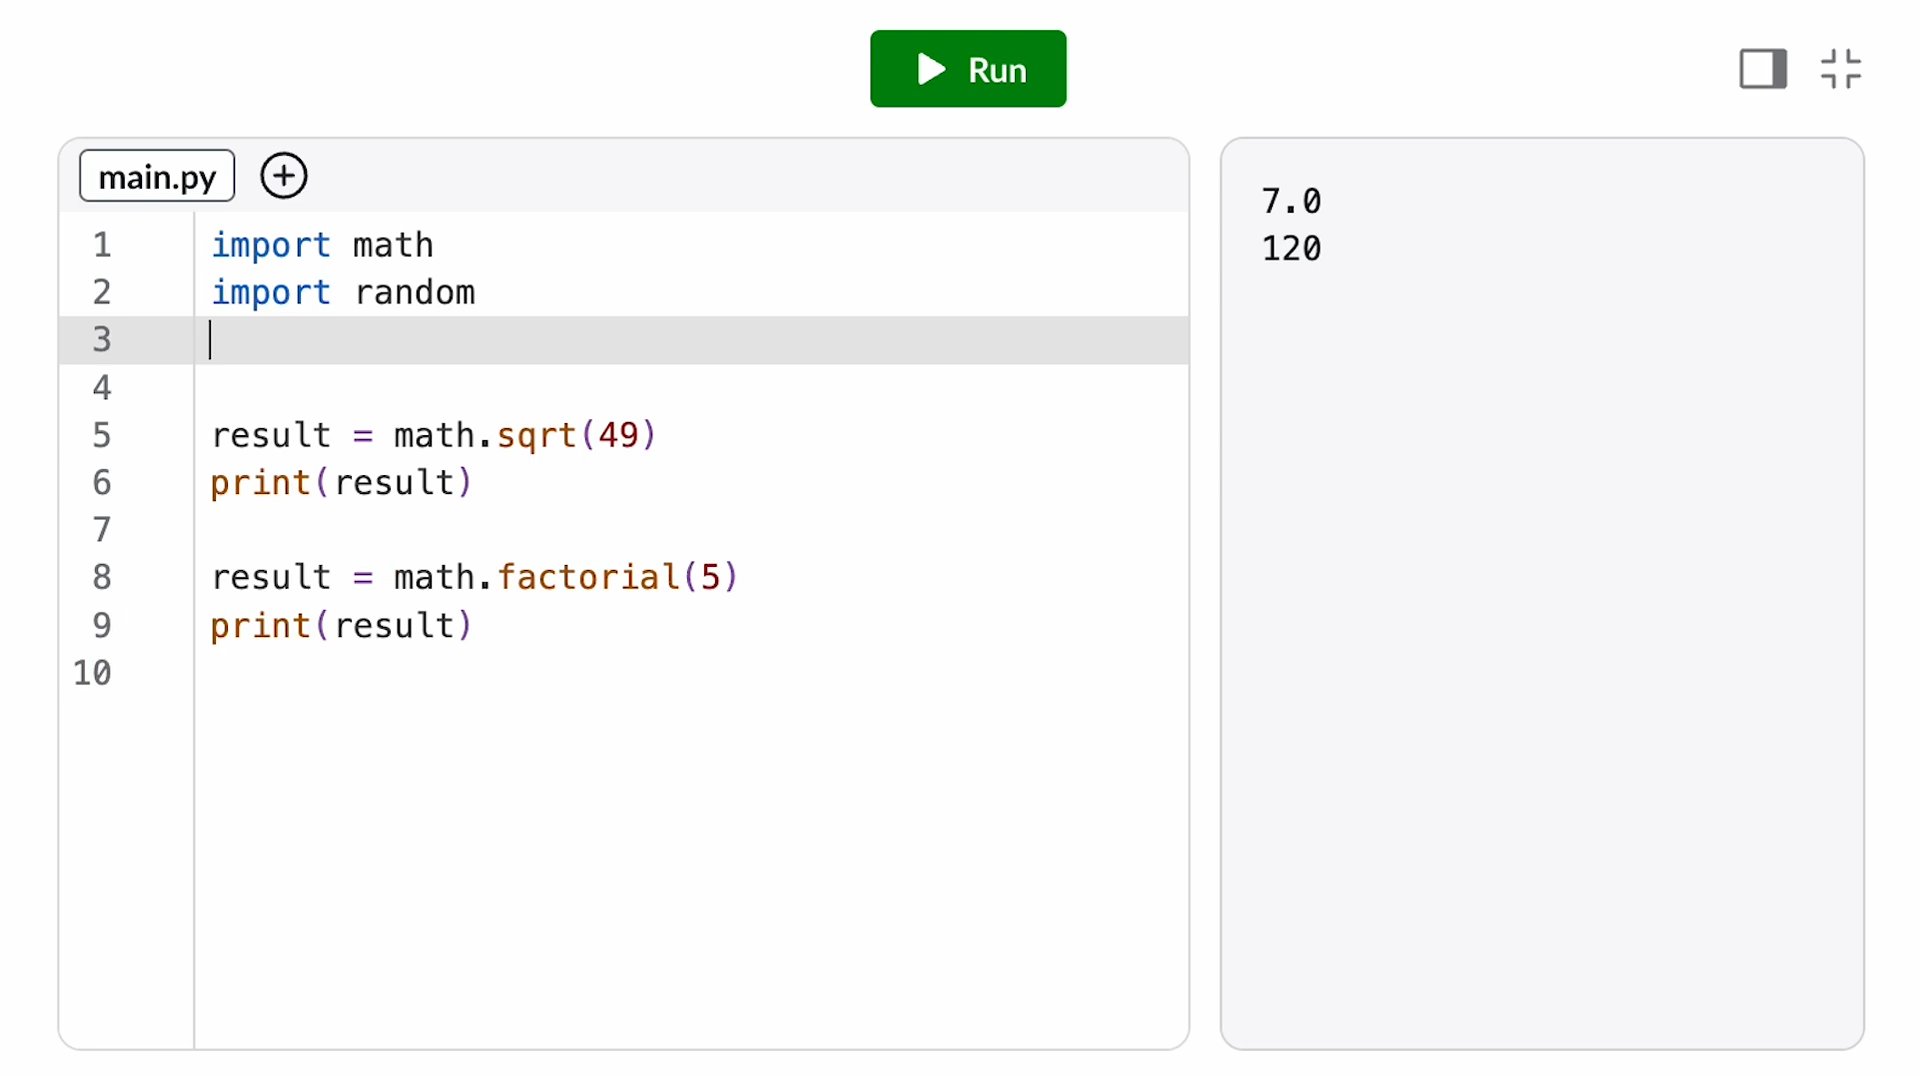 Run
main.py
1 import math
2 import random
3
4
5 result = math.sqrt(49)
6 print(result)
7
8 result = math.factorial(5)
9 print(result)
10
7.0
120